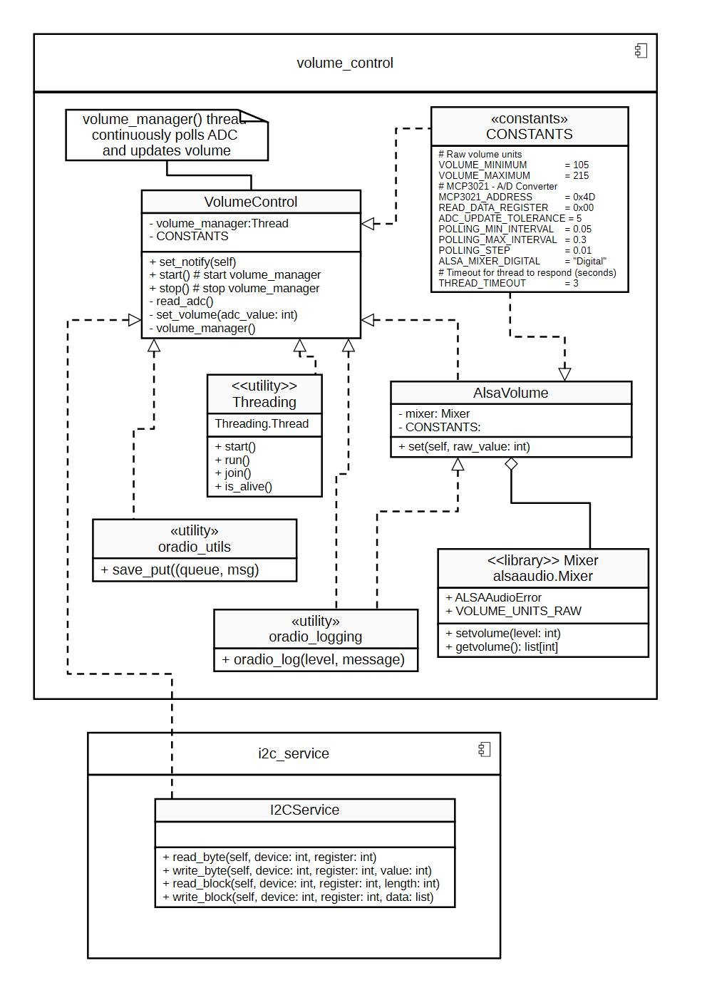 volume_control
volume_manager() thread
continuously polls ADC
and updates volume
«constants»
CONSTANTS
# Raw volume units
VOLUME_MINIMUM = 105
VOLUME_MAXIMUM = 215
# MCP3021 - A/D Converter
MCP3021_ADDRESS = 0x4D
READ_DATA_REGISTER = 0x00
ADC_UPDATE_TOLERANCE = 5
POLLING_MIN_INTERVAL = 0.05
POLLING_MAX_INTERVAL = 0.3
POLLING_STEP = 0.01
ALSA_MIXER_DIGITAL = "Digital"
# Timeout for thread to respond (seconds)
THREAD_TIMEOUT = 3
VolumeControl
- volume_manager:Thread
- CONSTANTS
+ set_notify(self)
+ start() # start volume_manager
+ stop() # stop volume_manager
- read_adc()
- set_volume(adc_value: int)
- volume_manager()
<<utility>>
Threading
Threading.Thread
+ start()
+ run()
+ join()
+ is_alive()
AlsaVolume
- mixer: Mixer
- CONSTANTS:
+ set(self, raw_value: int)
«utility»
oradio_utils
+ save_put((queue, msg)
<<library>> Mixer
alsaaudio.Mixer
+ ALSAAudioError
+ VOLUME_UNITS_RAW
+ setvolume(level: int)
+ getvolume(): list[int]
«utility»
oradio_logging
+ oradio_log(level, message)
i2c_service
I2CService
+ read_byte(self, device: int, register: int)
+ write_byte(self, device: int, register: int, value: int)
+ read_block(self, device: int, register: int, length: int)
+ write_block(self, device: int, register: int, data: list)